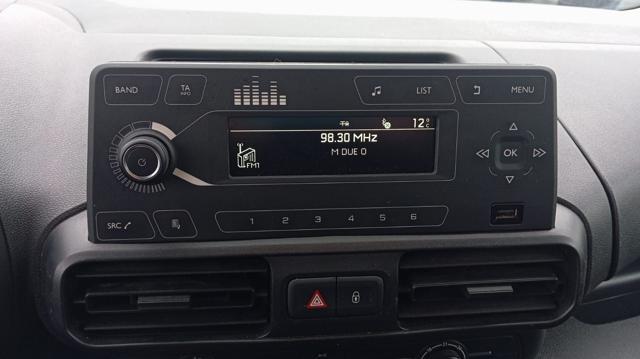 BAND
TA
INFO
LIST
MENU
TA
12 °C
98.30 MHz
M DUE O
FM1
OK
SRC
1 2 3 4 5 6